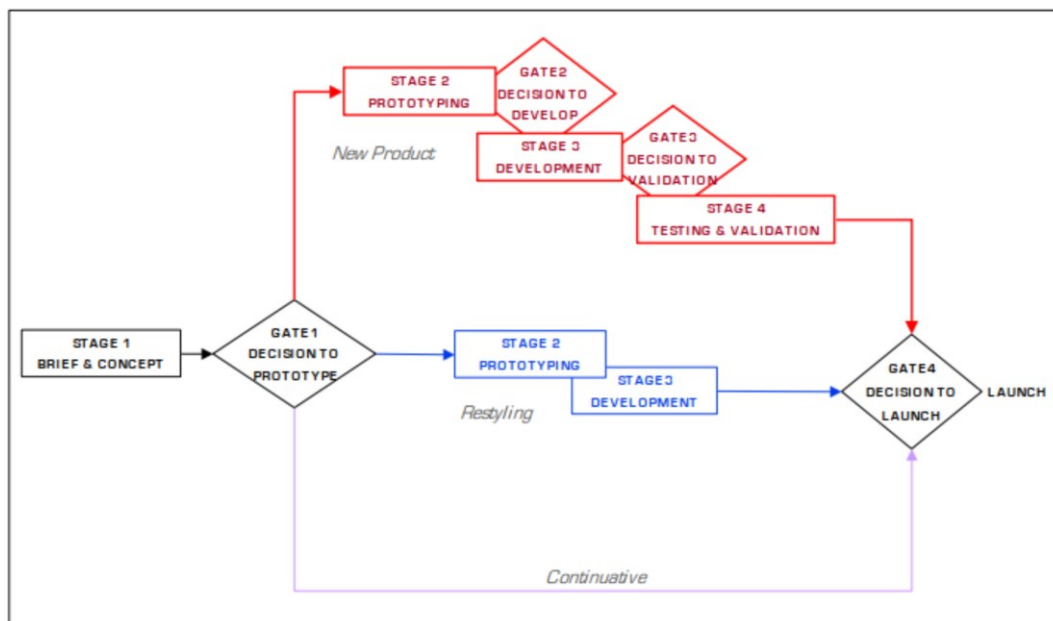 STAGE 2
PROTOTYPING
GATE2
DECISION TO
DEVELOP
New Product
STAGE 3
DEVELOPMENT
GATE3
DECISION TO
VALIDATION
STAGE 4
TESTING & VALIDATION
STAGE 1
BRIEF & CONCEPT
GATE1
DECISION TO
PROTOTYPE
STAGE 2
PROTOTYPING
STAGE3
DEVELOPMENT
Restyling
GATE4
DECISION TO
LAUNCH
LAUNCH
Continuative